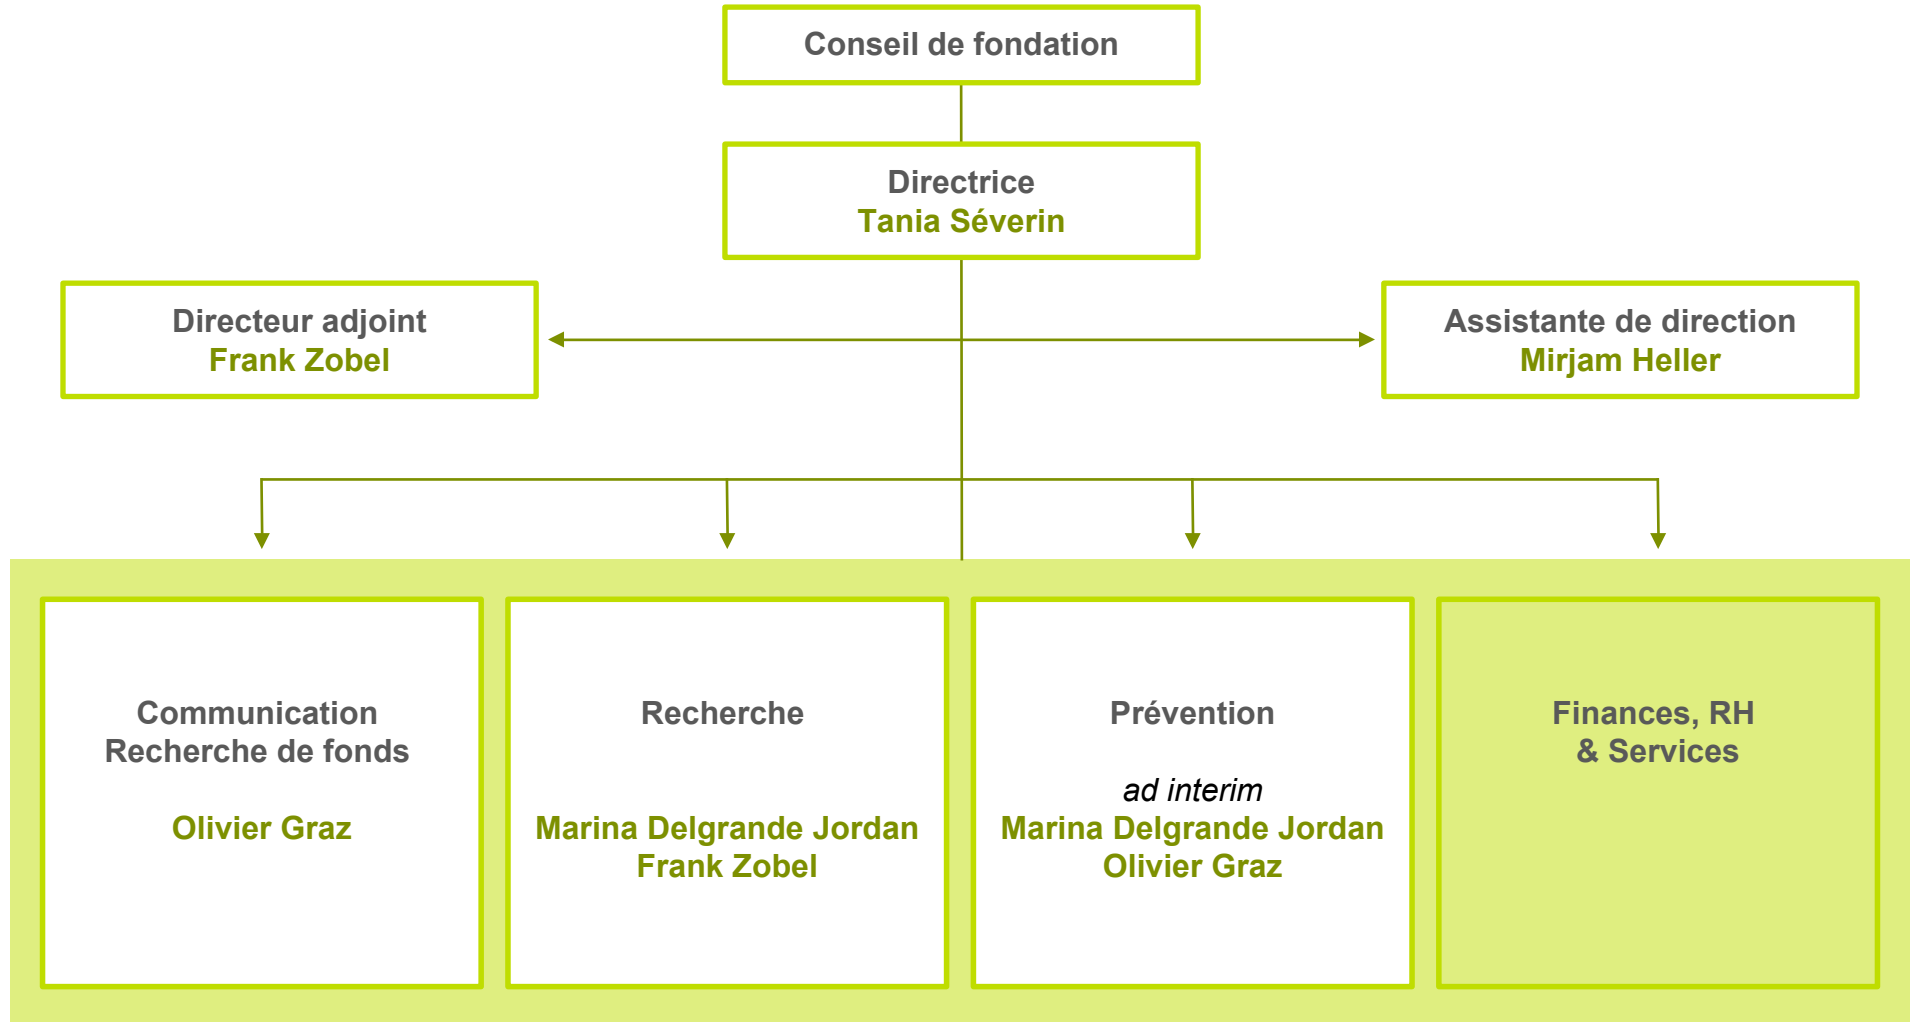 Conseil de fondation
Directrice
Tania Séverin
Directeur adjoint
Frank Zobel
Assistante de direction
Mirjam Heller
Communication
Recherche de fonds
Olivier Graz
Recherche
Marina Delgrande Jordan
Frank Zobel
Prévention
ad interim
Marina Delgrande Jordan
Olivier Graz
Finances, RH
& Services